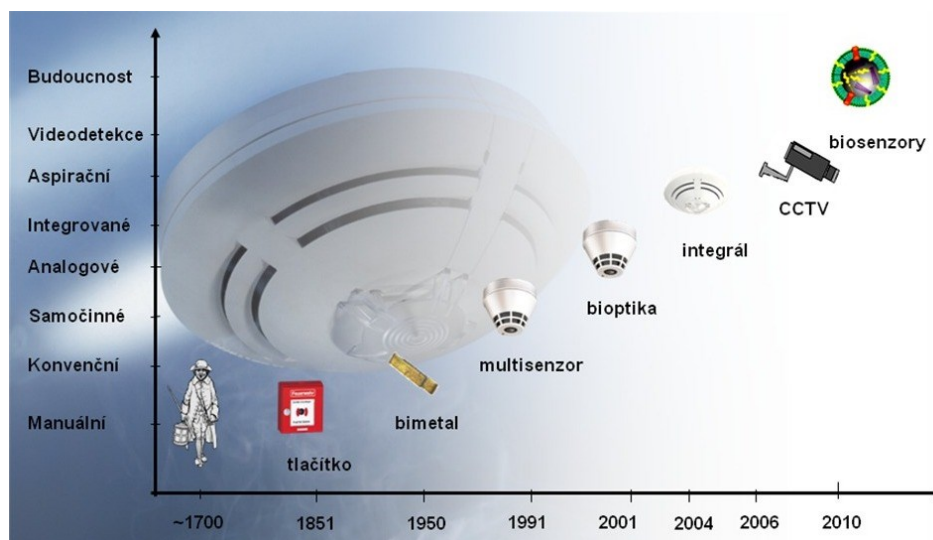 Budoucnost
Videodetekce
Aspirační
Integrované
Analogové
Samočinné
Konvenční
Manuální
biosenzory
CCTV
integrál
bioptika
multisenzor
bimetal
tlačítko
Feuerwehr
~1700
1851
1950
1991
2001
2004
2006
2010